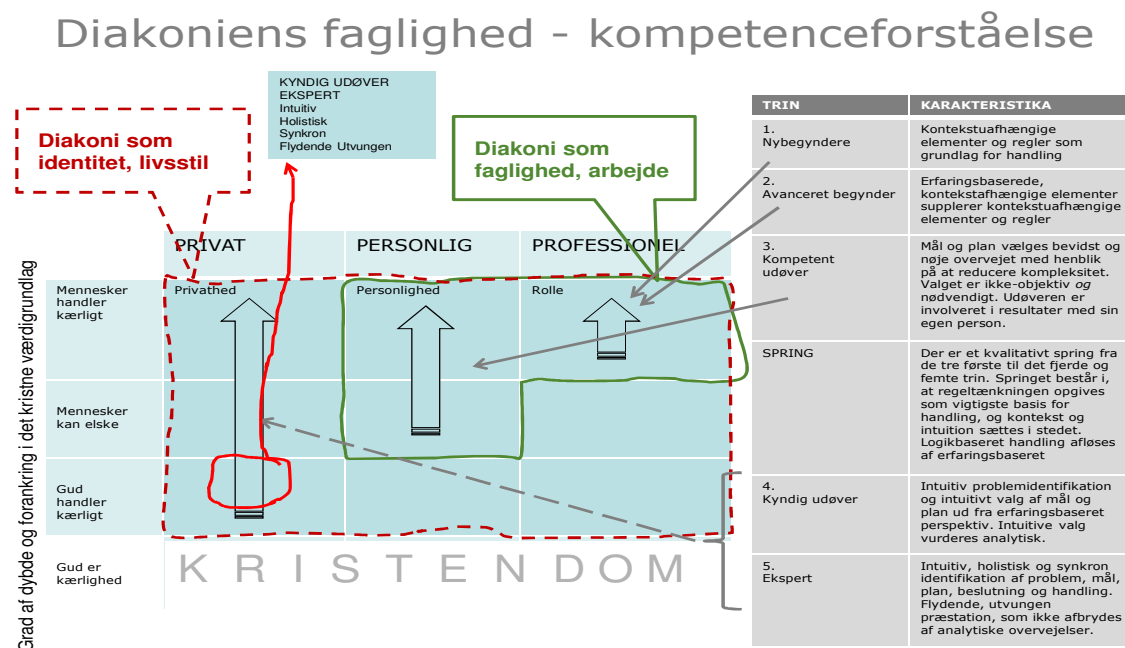 Diakoniens faglighed - kompetenceforståelse
KYNDIG UDØVER
EKSPERT
Intuitiv
Holistisk
Synkron
Flydende Utvungen
Diakoni som
identitet, livsstil
Diakoni som
faglighed, arbejde
PRIVAT
PERSONLIG
PROFESSIONEL
Grad af dybde og forankring i det kristne værdigrundlag
Mennesker
handler
kærligt
Privathed
Personlighed
Rolle
Mennesker
kan elske
Gud
handler
kærligt
Gud er
kærlighed
KRISTENDOM
TRIN
KARAKTERISTIKA
1.
Nybegyndere
Kontekstuafhængige
elementer og regler som
grundlag for handling
2.
Avanceret begynder
Erfaringsbaserede,
kontekstafhængige elementer
supplerer kontekstuafhængige
elementer og regler
3.
Kompetent
udøver
Mål og plan vælges bevidst og
nøje overvejet med henblik
på at reducere kompleksitet.
Valget er ikke-objektiv og
nødvendigt. Udøveren er
involveret i resultater med sin
egen person.
SPRING
Der er et kvalitativt spring fra
de tre første til det fjerde og
femte trin. Springet består i,
at regeltænkningen opgives
som vigtigste basis for
handling, og kontekst og
intuition sættes i stedet.
Logikbaseret handling afløses
af erfaringsbaseret
4.
Kyndig udøver
Intuitiv problemidentifikation
og intuitivt valg af mål og
plan ud fra erfaringsbaseret
perspektiv. Intuitive valg
vurderes analytisk.
5.
Ekspert
Intuitiv, holistisk og synkron
identifikation af problem, mål,
plan, beslutning og handling.
Flydende, utvungen
præstation, som ikke afbrydes
af analytiske overvejelser.